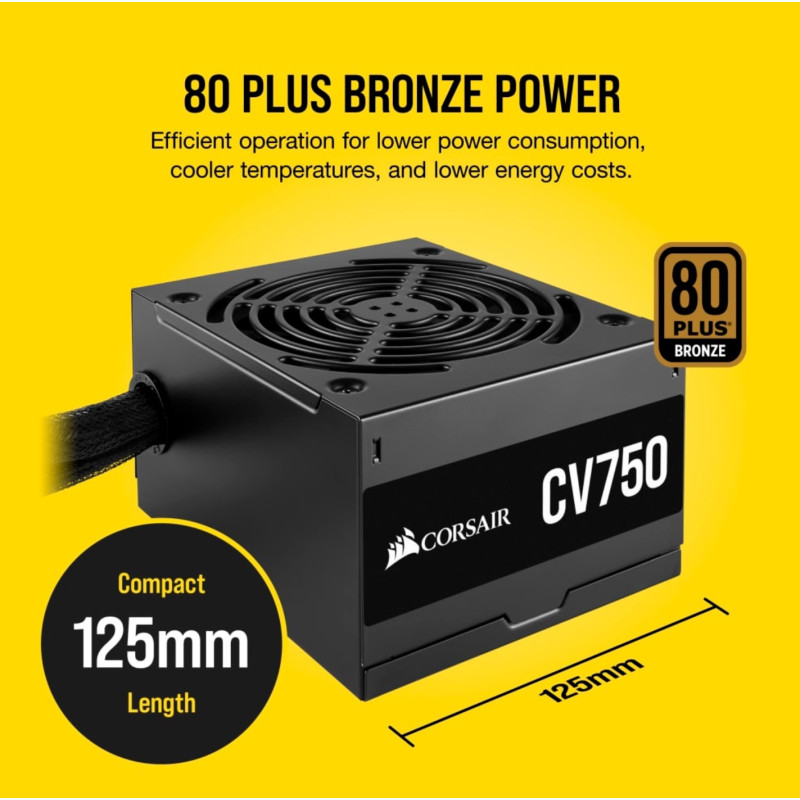 80 PLUS BRONZE POWER
Efficient operation for lower power consumption,
cooler temperatures, and lower energy costs.
80
PLUS®
BRONZE
CV750
CORSAIR
Compact
125mm
Length
125mm